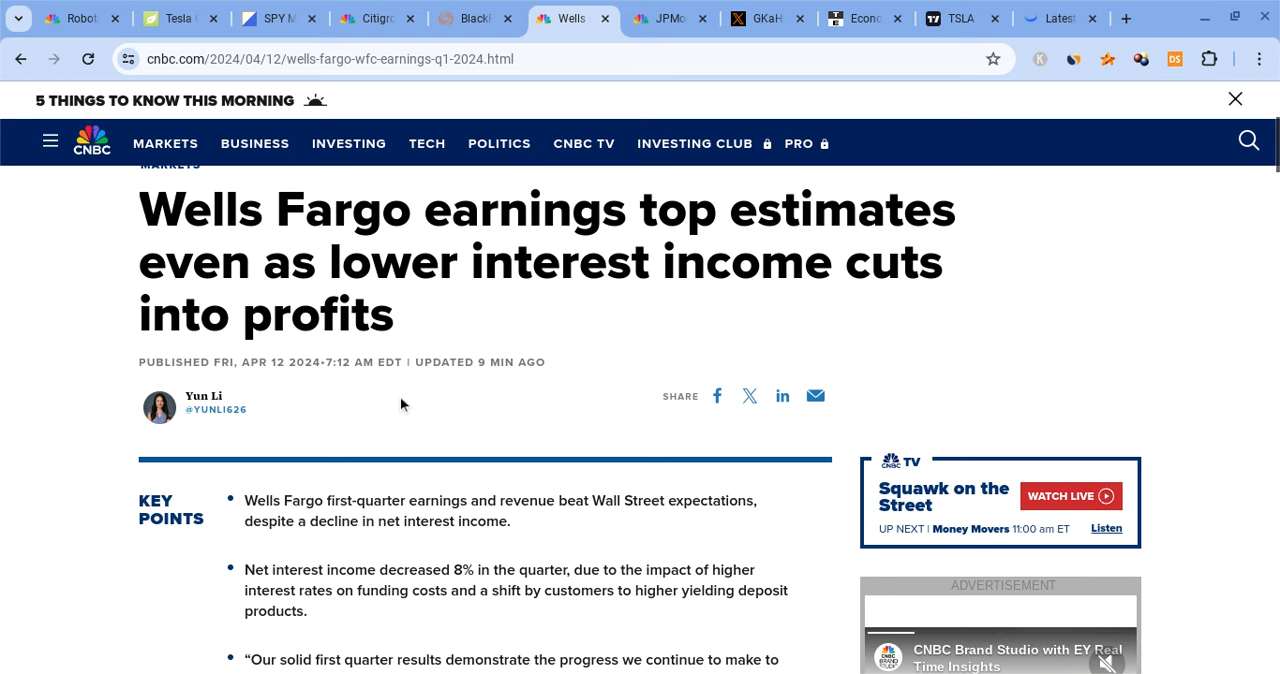 Robot
Tesla
SPY M
Citigro
BlackR
Wells
JPMo
GKaH
Econo
TSLA
Latest
cnbc.com/2024/04/12/wells-fargo-wfc-earnings-q1-2024.html
K
DS
5 THINGS TO KNOW THIS MORNING
CNBC
MARKETS BUSINESS INVESTING TECH POLITICS CNBC TV INVESTING CLUB PRO
MARKETS
Wells Fargo earnings top estimates
even as lower interest income cuts
into profits
PUBLISHED FRI, APR 12 2024•7:12 AM EDT | UPDATED 9 MIN AGO
Yun Li
@YUNLI626
SHARE
KEY
POINTS
Wells Fargo first-quarter earnings and revenue beat Wall Street expectations,
despite a decline in net interest income.
Net interest income decreased 8% in the quarter, due to the impact of higher
interest rates on funding costs and a shift by customers to higher yielding deposit
products.
“Our solid first quarter results demonstrate the progress we continue to make to
CNBC TV
Squawk on the
Street
WATCH LIVE
UP NEXT | Money Movers 11:00 am ET
Listen
ADVERTISEMENT
CNBC Brand Studio with EY Real
Time Insights